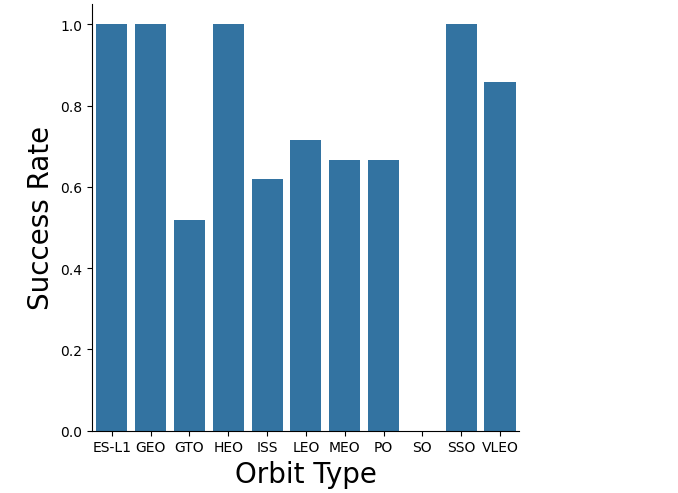 Success Rate
1.0
0.8
0.6
0.4
0.2
0.0
ES-L1 GEO GTO HEO ISS LEO MEO PO SO SSO VLEO
Orbit Type